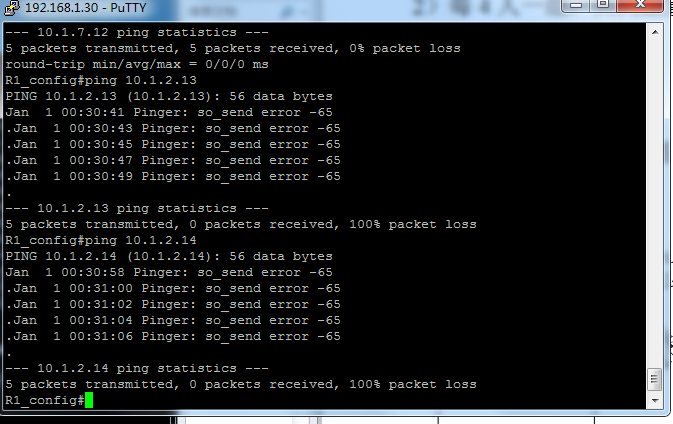 192.168.1.30 - PuTTY
2）每 4 人一
--- 10.1.7.12 ping statistics ---
5 packets transmitted, 5 packets received, 0% packet loss
round-trip min/avg/max = 0/0/0 ms
R1_config#ping 10.1.2.13
PING 10.1.2.13 (10.1.2.13): 56 data bytes
Jan  1 00:30:41 Pinger: so_send error -65
.Jan  1 00:30:43 Pinger: so_send error -65
.Jan  1 00:30:45 Pinger: so_send error -65
.Jan  1 00:30:47 Pinger: so_send error -65
.Jan  1 00:30:49 Pinger: so_send error -65
.
--- 10.1.2.13 ping statistics ---
5 packets transmitted, 0 packets received, 100% packet loss
R1_config#ping 10.1.2.14
PING 10.1.2.14 (10.1.2.14): 56 data bytes
Jan  1 00:30:58 Pinger: so_send error -65
.Jan  1 00:31:00 Pinger: so_send error -65
.Jan  1 00:31:02 Pinger: so_send error -65
.Jan  1 00:31:04 Pinger: so_send error -65
.Jan  1 00:31:06 Pinger: so_send error -65
.
--- 10.1.2.14 ping statistics ---
5 packets transmitted, 0 packets received, 100% packet loss
R1_config#